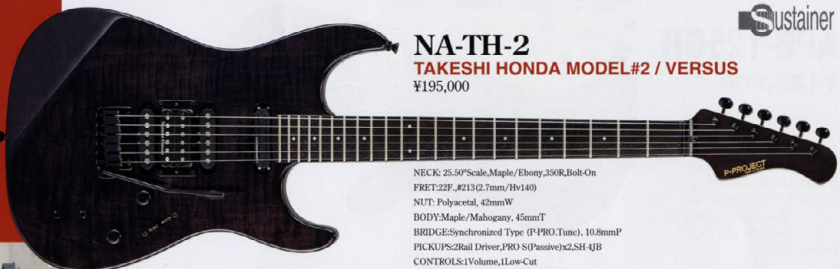 Sustainer
NA-TH-2
TAKESHI HONDA MODEL#2 / VERSUS
¥195,000
P-PROJECT
NECK: 25.50"Scale,Maple/Ebony,350R,Bolt-On
FRET:22F.,#213(2.7mm/Hv140)
NUT: Polyacetal, 42mmW
BODY:Maple/Mahogany, 45mmT
BRIDGE:Synchronized Type (P-PRO.Tune), 10.8mmP
PICKUPS:2Rail Driver,PRO-S(Passive)x2,SH-4JB
CONTROLS:1Volume,1Low-Cut